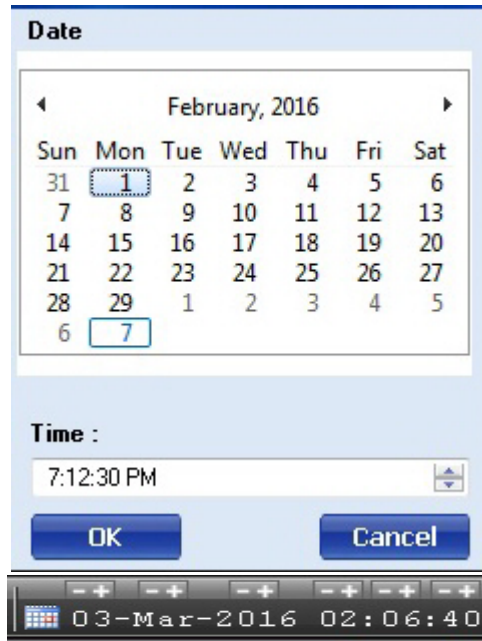 Date
February, 2016
Sun Mon Tue Wed Thu Fri Sat
31 1 2 3 4 5 6
7 8 9 10 11 12 13
14 15 16 17 18 19 20
21 22 23 24 25 26 27
28 29 1 2 3 4 5
6 7
Time :
7:12:30 PM
OK Cancel
- + - + - + - + - + - +
03-Mar-2016 02:06:40